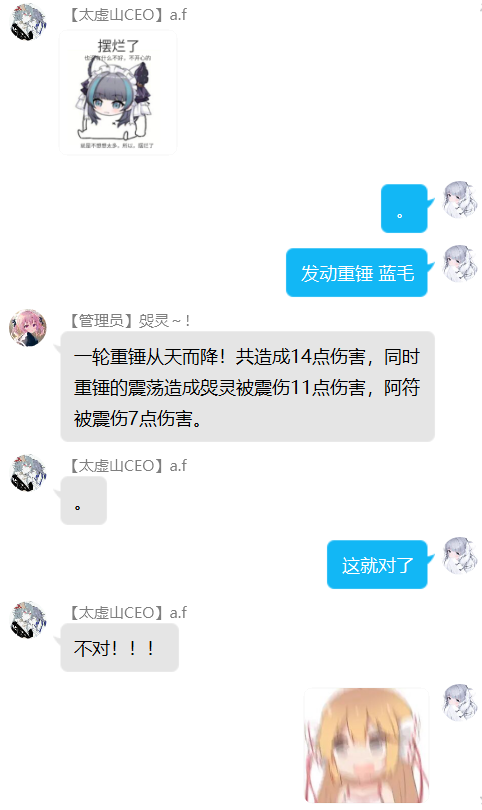 【太虚山CEO】a.f
摆烂了
。
发动重锤 蓝毛
【管理员】煛灵～！
一轮重锤从天而降！共造成14点伤害，同时
重锤的震荡造成煛灵被震伤11点伤害，阿符
被震伤7点伤害。
【太虚山CEO】a.f
。
这就对了
【太虚山CEO】a.f
不对！！！